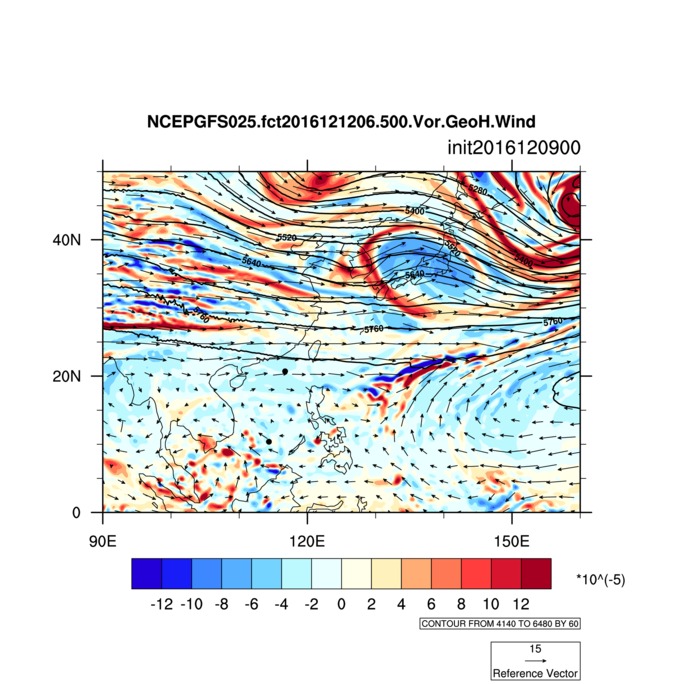 NCEPGFS025.fct2016121206.500.Vor.GeoH.Wind
init2016120900
5280
5400
5520
40N
5640
5400
5640
5760
5760
5760
20N
0
90E 120E 150E
-12 -10 -8 -6 -4 -2 0 2 4 6 8 10 12
*10^(-5)
CONTOUR FROM 4140 TO 6480 BY 60
15
Reference Vector